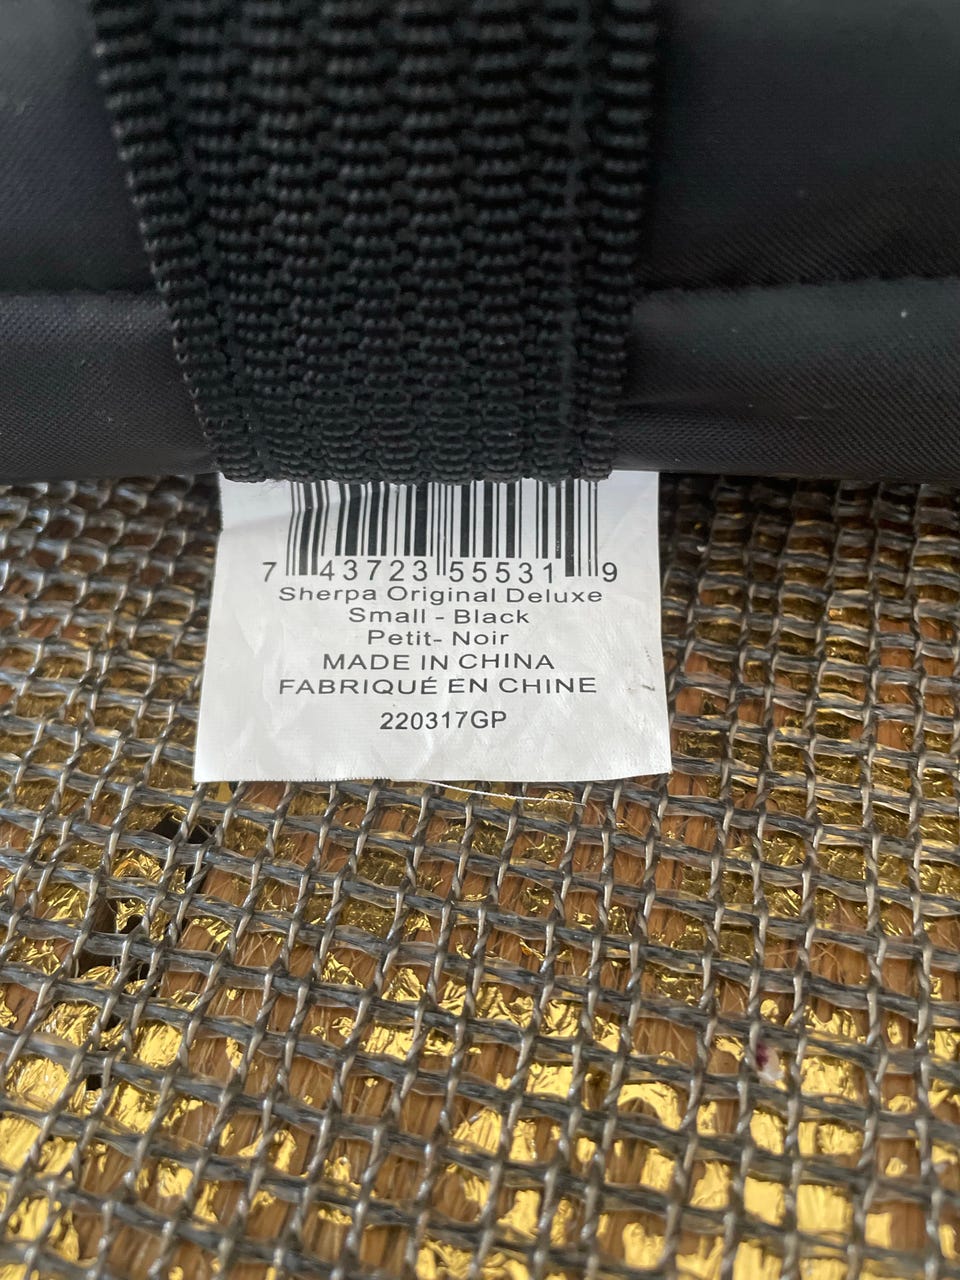 7 43723 55531 9
Sherpa Original Deluxe
Small - Black
Petit- Noir
MADE IN CHINA
FABRIQUÉ EN CHINE
220317GP